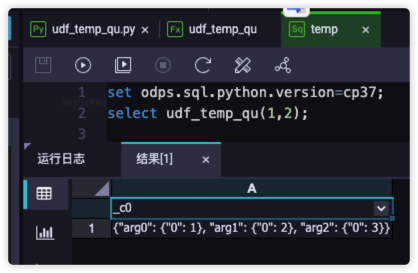 Py udf_temp_qu.py × Fx udf_temp_qu Sq temp ×
1 set odps.sql.python.version=cp37;
2 select udf_temp_qu(1,2);
3
运行日志 结果[1] ×
A
_c0
1 {"arg0": {"0": 1}, "arg1": {"0": 2}, "arg2": {"0": 3}}